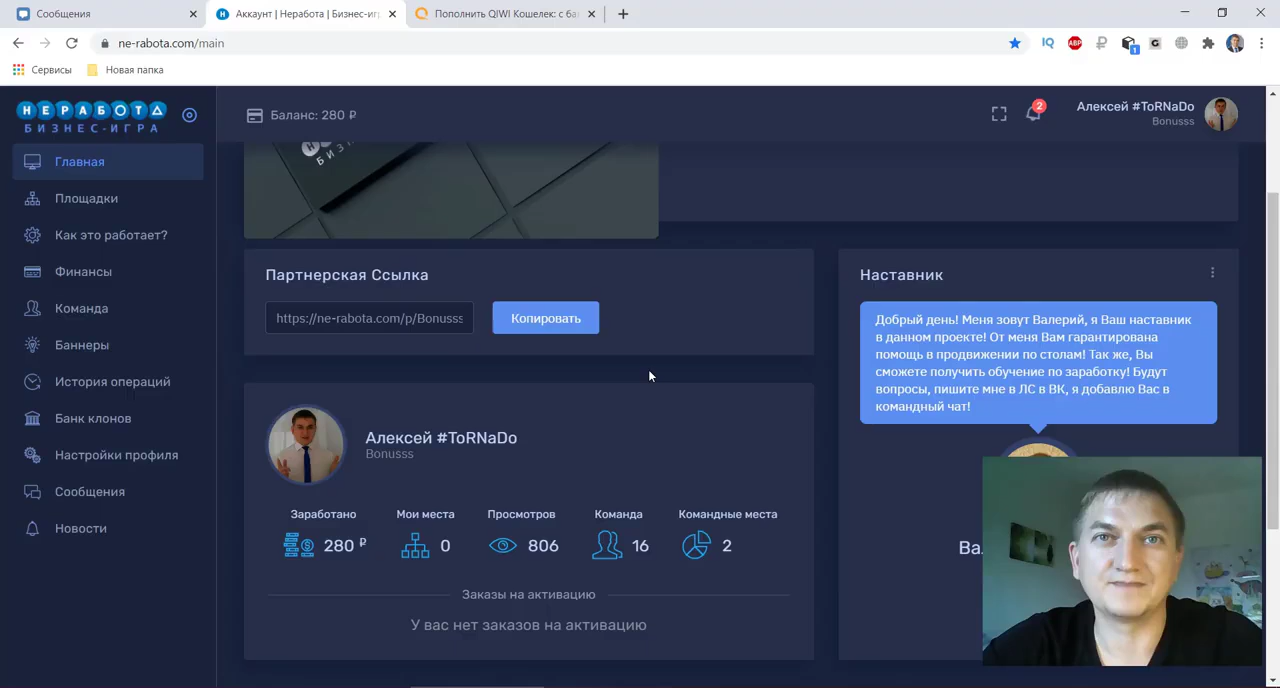 Сообщения
Аккаунт | Неработа | Бизнес-иг
Пополнить QIWI Кошелек: с ба
ne-rabota.com/main
Сервисы
Новая папка
НЕРАБОТА
БИЗНЕС-ИГРА
Баланс: 280 ₽
2
Алексей #ToRNaDo
Bonusss
Главная
Площадки
Как это работает?
Финансы
Команда
Баннеры
История операций
Банк клонов
Настройки профиля
Сообщения
Новости
Партнерская Ссылка
https://ne-rabota.com/p/Bonusss
Копировать
Наставник
Добрый день! Меня зовут Валерий, я Ваш наставник
в данном проекте! От меня Вам гарантирована
помощь в продвижении по столам! Так же, Вы
сможете получить обучение по заработку! Будут
вопросы, пишите мне в ЛС в ВК, я добавлю Вас в
командный чат!
Алексей #ToRNaDo
Bonusss
Заработано
Мои места
Просмотров
Команда
Командные места
280 ₽
0
806
16
2
Заказы на активацию
У вас нет заказов на активацию